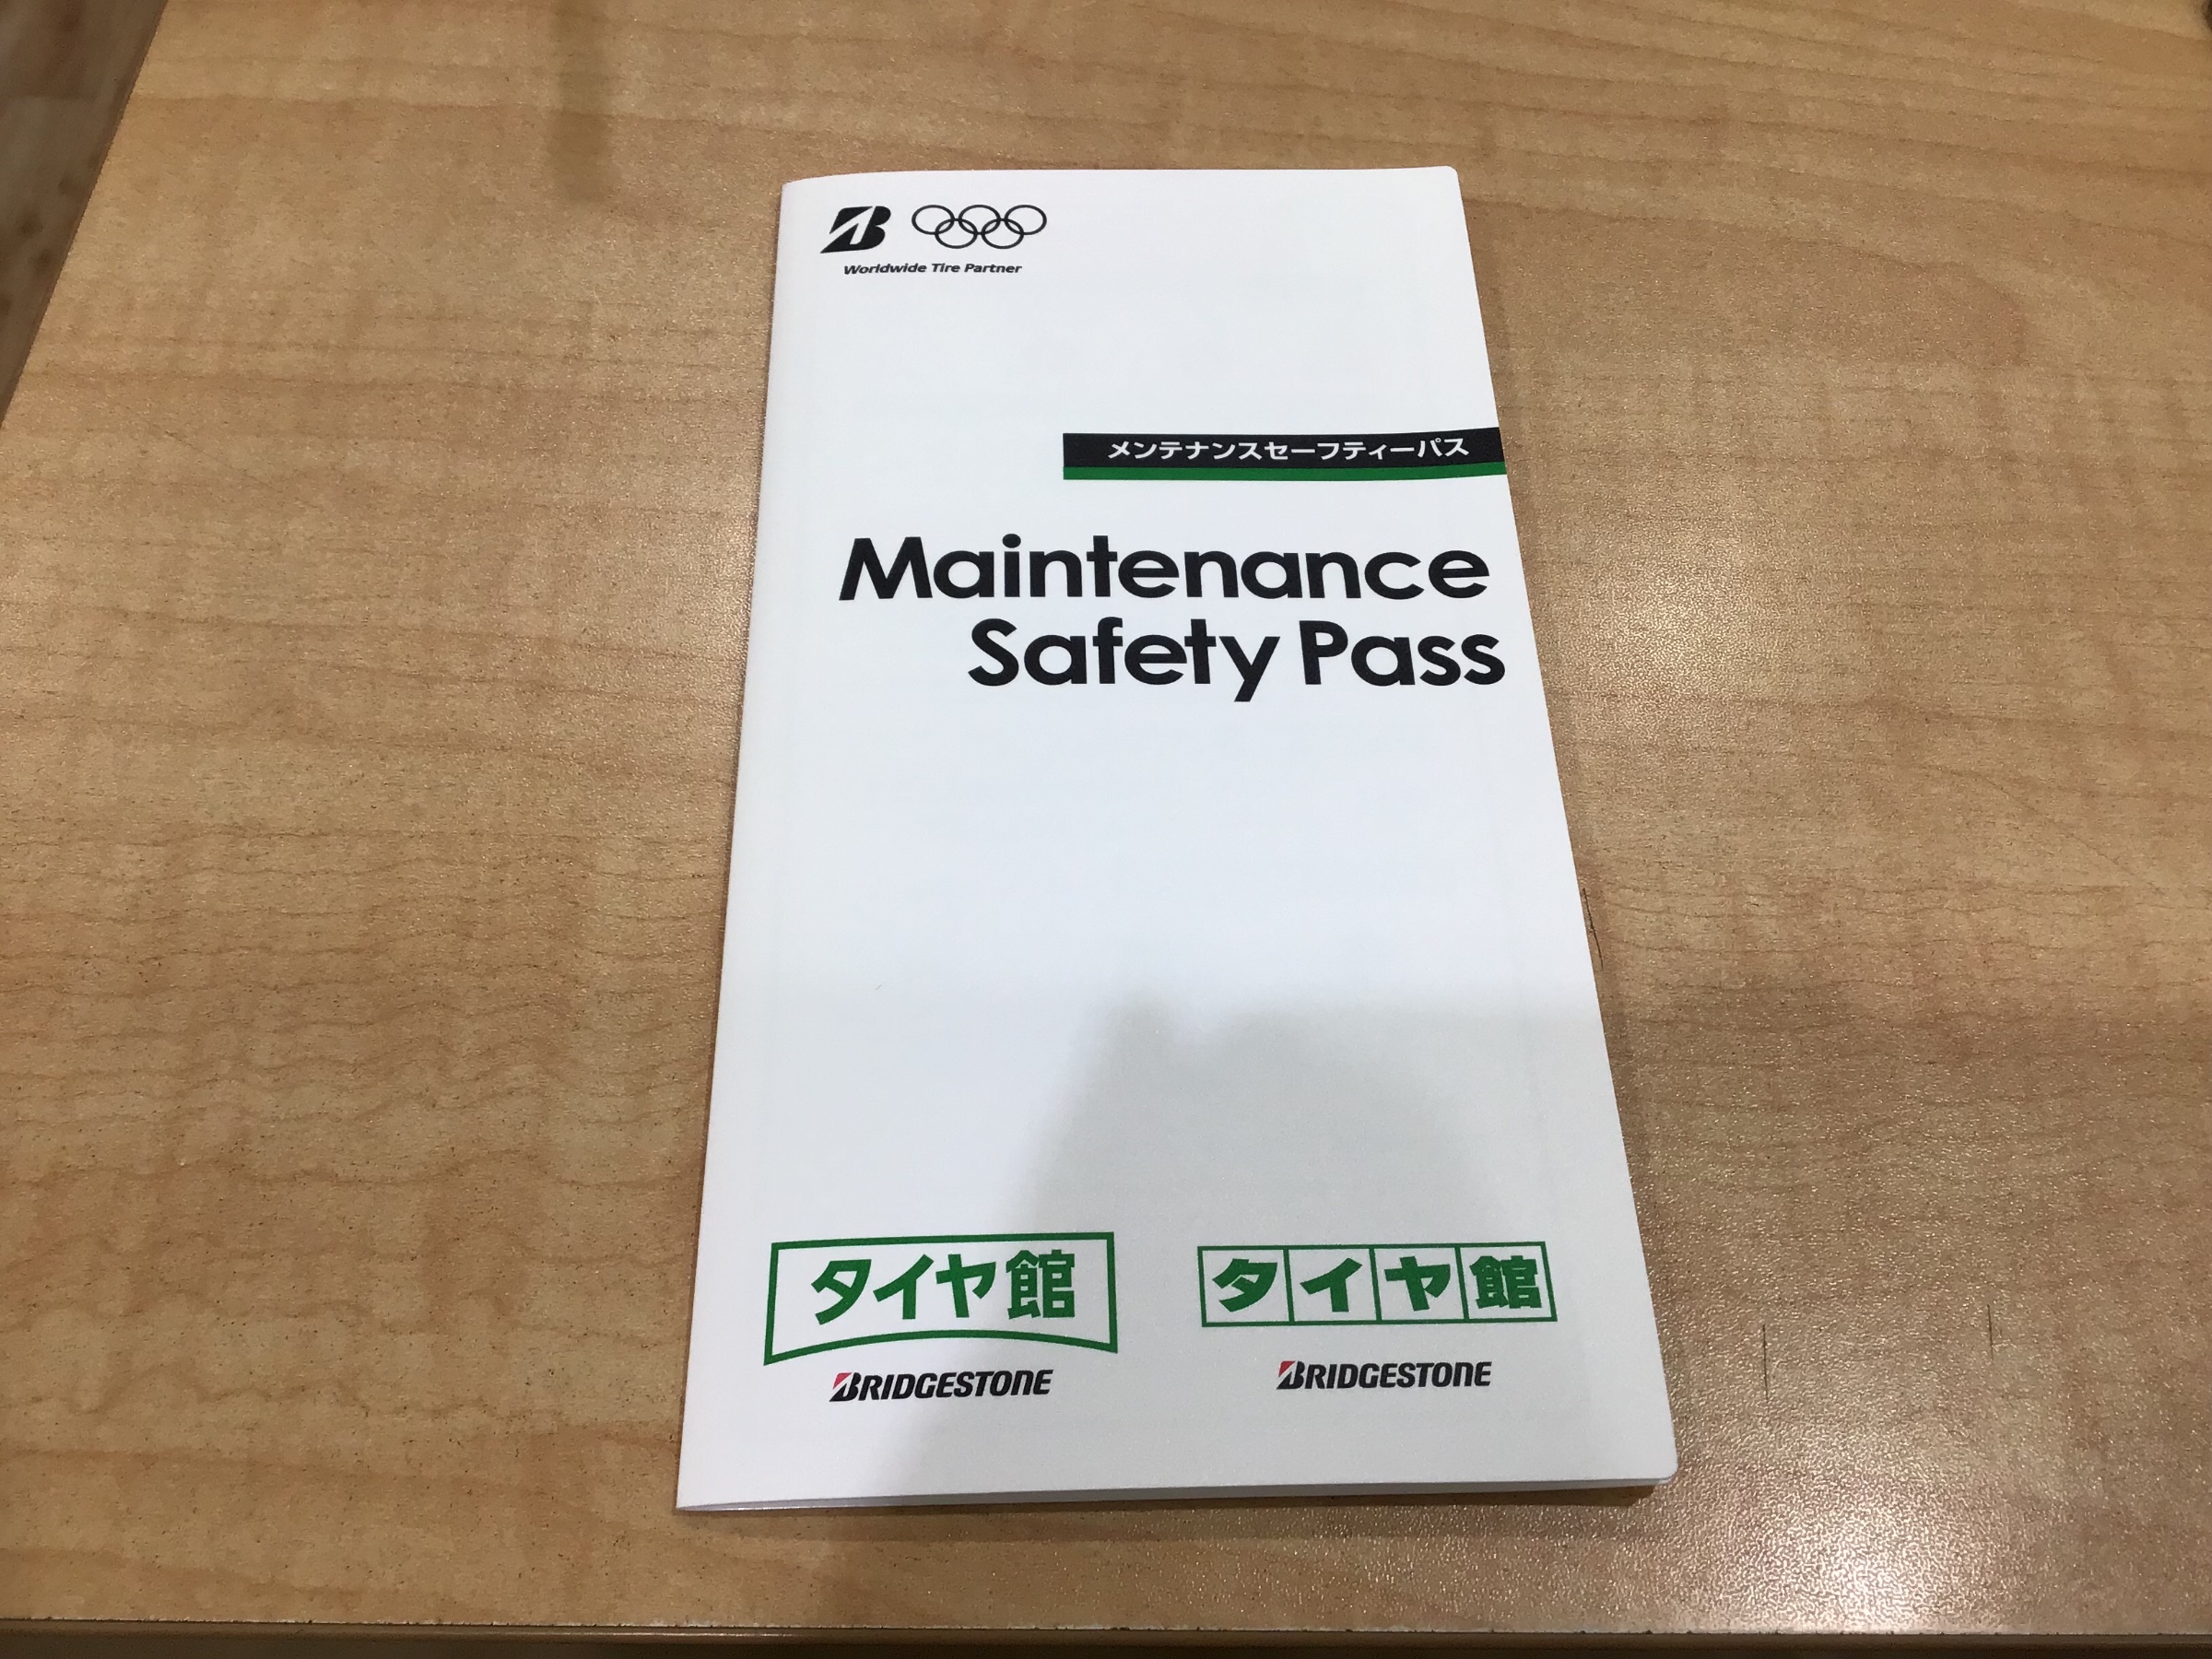 B
Worldwide Tire Partner
メンテナンスセーフティーパス
Maintenance
Safety Pass
タイヤ館
BRIDGESTONE
タイヤ館
BRIDGESTONE